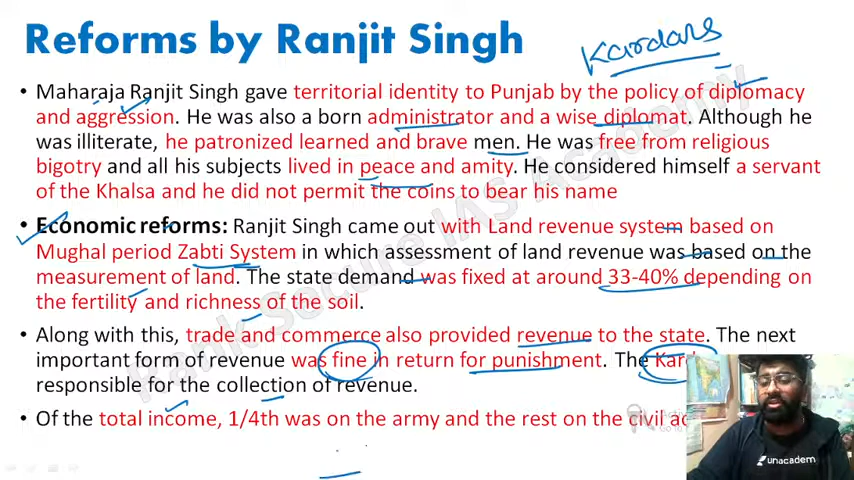 Reforms by Ranjit Singh
Kardars
Maharaja Ranjit Singh gave territorial identity to Punjab by the policy of diplomacy
and aggression. He was also a born administrator and a wise diplomat. Although he
was illiterate, he patronized learned and brave men. He was free from religious
bigotry and all his subjects lived in peace and amity. He considered himself a servant
of the Khalsa and he did not permit the coins to bear his name
Economic reforms: Ranjit Singh came out with Land revenue system based on
Mughal period Zabti System in which assessment of land revenue was based on the
measurement of land. The state demand was fixed at around 33-40% depending on
the fertility and richness of the soil.
Along with this, trade and commerce also provided revenue to the state. The next
important form of revenue was fine in return for punishment. The
responsible for the collection of revenue.
Of the total income, 1/4th was on the army and the rest on the civil
Rank Secure IAS Academy
unacademy